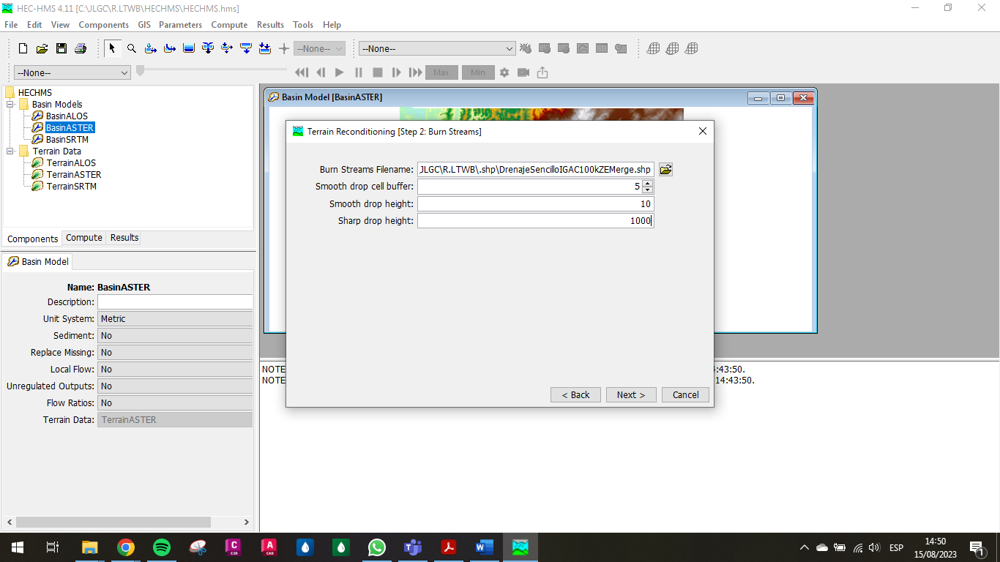 HEC-HMS 4.11 [C:\JLGC\R.LTWB\HECHMS\HECHMS.hms]
File Edit View Components GIS Parameters Compute Results Tools Help
--None-- --None--
--None-- Max Min
HECHMS
Basin Models
BasinALOS
BasinASTER
BasinSRTM
Terrain Data
TerrainALOS
TerrainASTER
TerrainSRTM
Components Compute Results
Basin Model
Name: BasinASTER
Description:
Unit System: Metric
Sediment: No
Replace Missing: No
Local Flow: No
Unregulated Outputs: No
Flow Ratios: No
Terrain Data: TerrainASTER
Basin Model [BasinASTER]
Terrain Reconditioning [Step 2: Burn Streams]
Burn Streams Filename: JLGC\R.LTWB\.shp\DrenajeSencilloIGAC100kZEMerge.shp
Smooth drop cell buffer: 5
Smooth drop height: 10
Sharp drop height: 1000
< Back Next > Cancel
NOTE :43:50.
NOTE 14:43:50.
ESP
14:50
15/08/2023
1